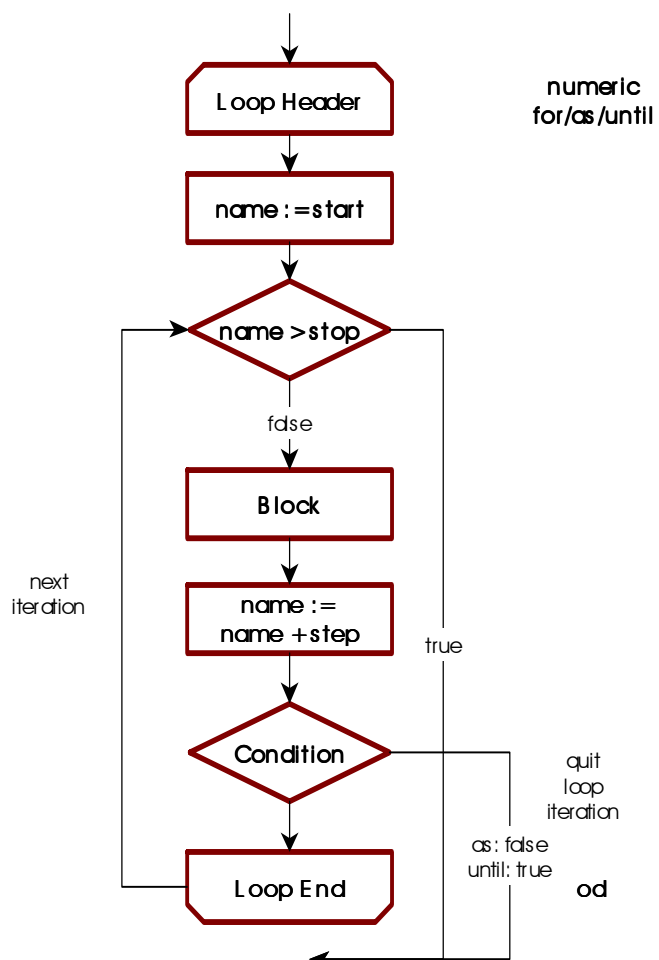 Loop Header
numeric
for/as/until
name :=start
name >stop
false
Block
next
iteration
name :=
name +step
true
Condition
quit
loop
iteration
as: false
until: true
Loop End
od